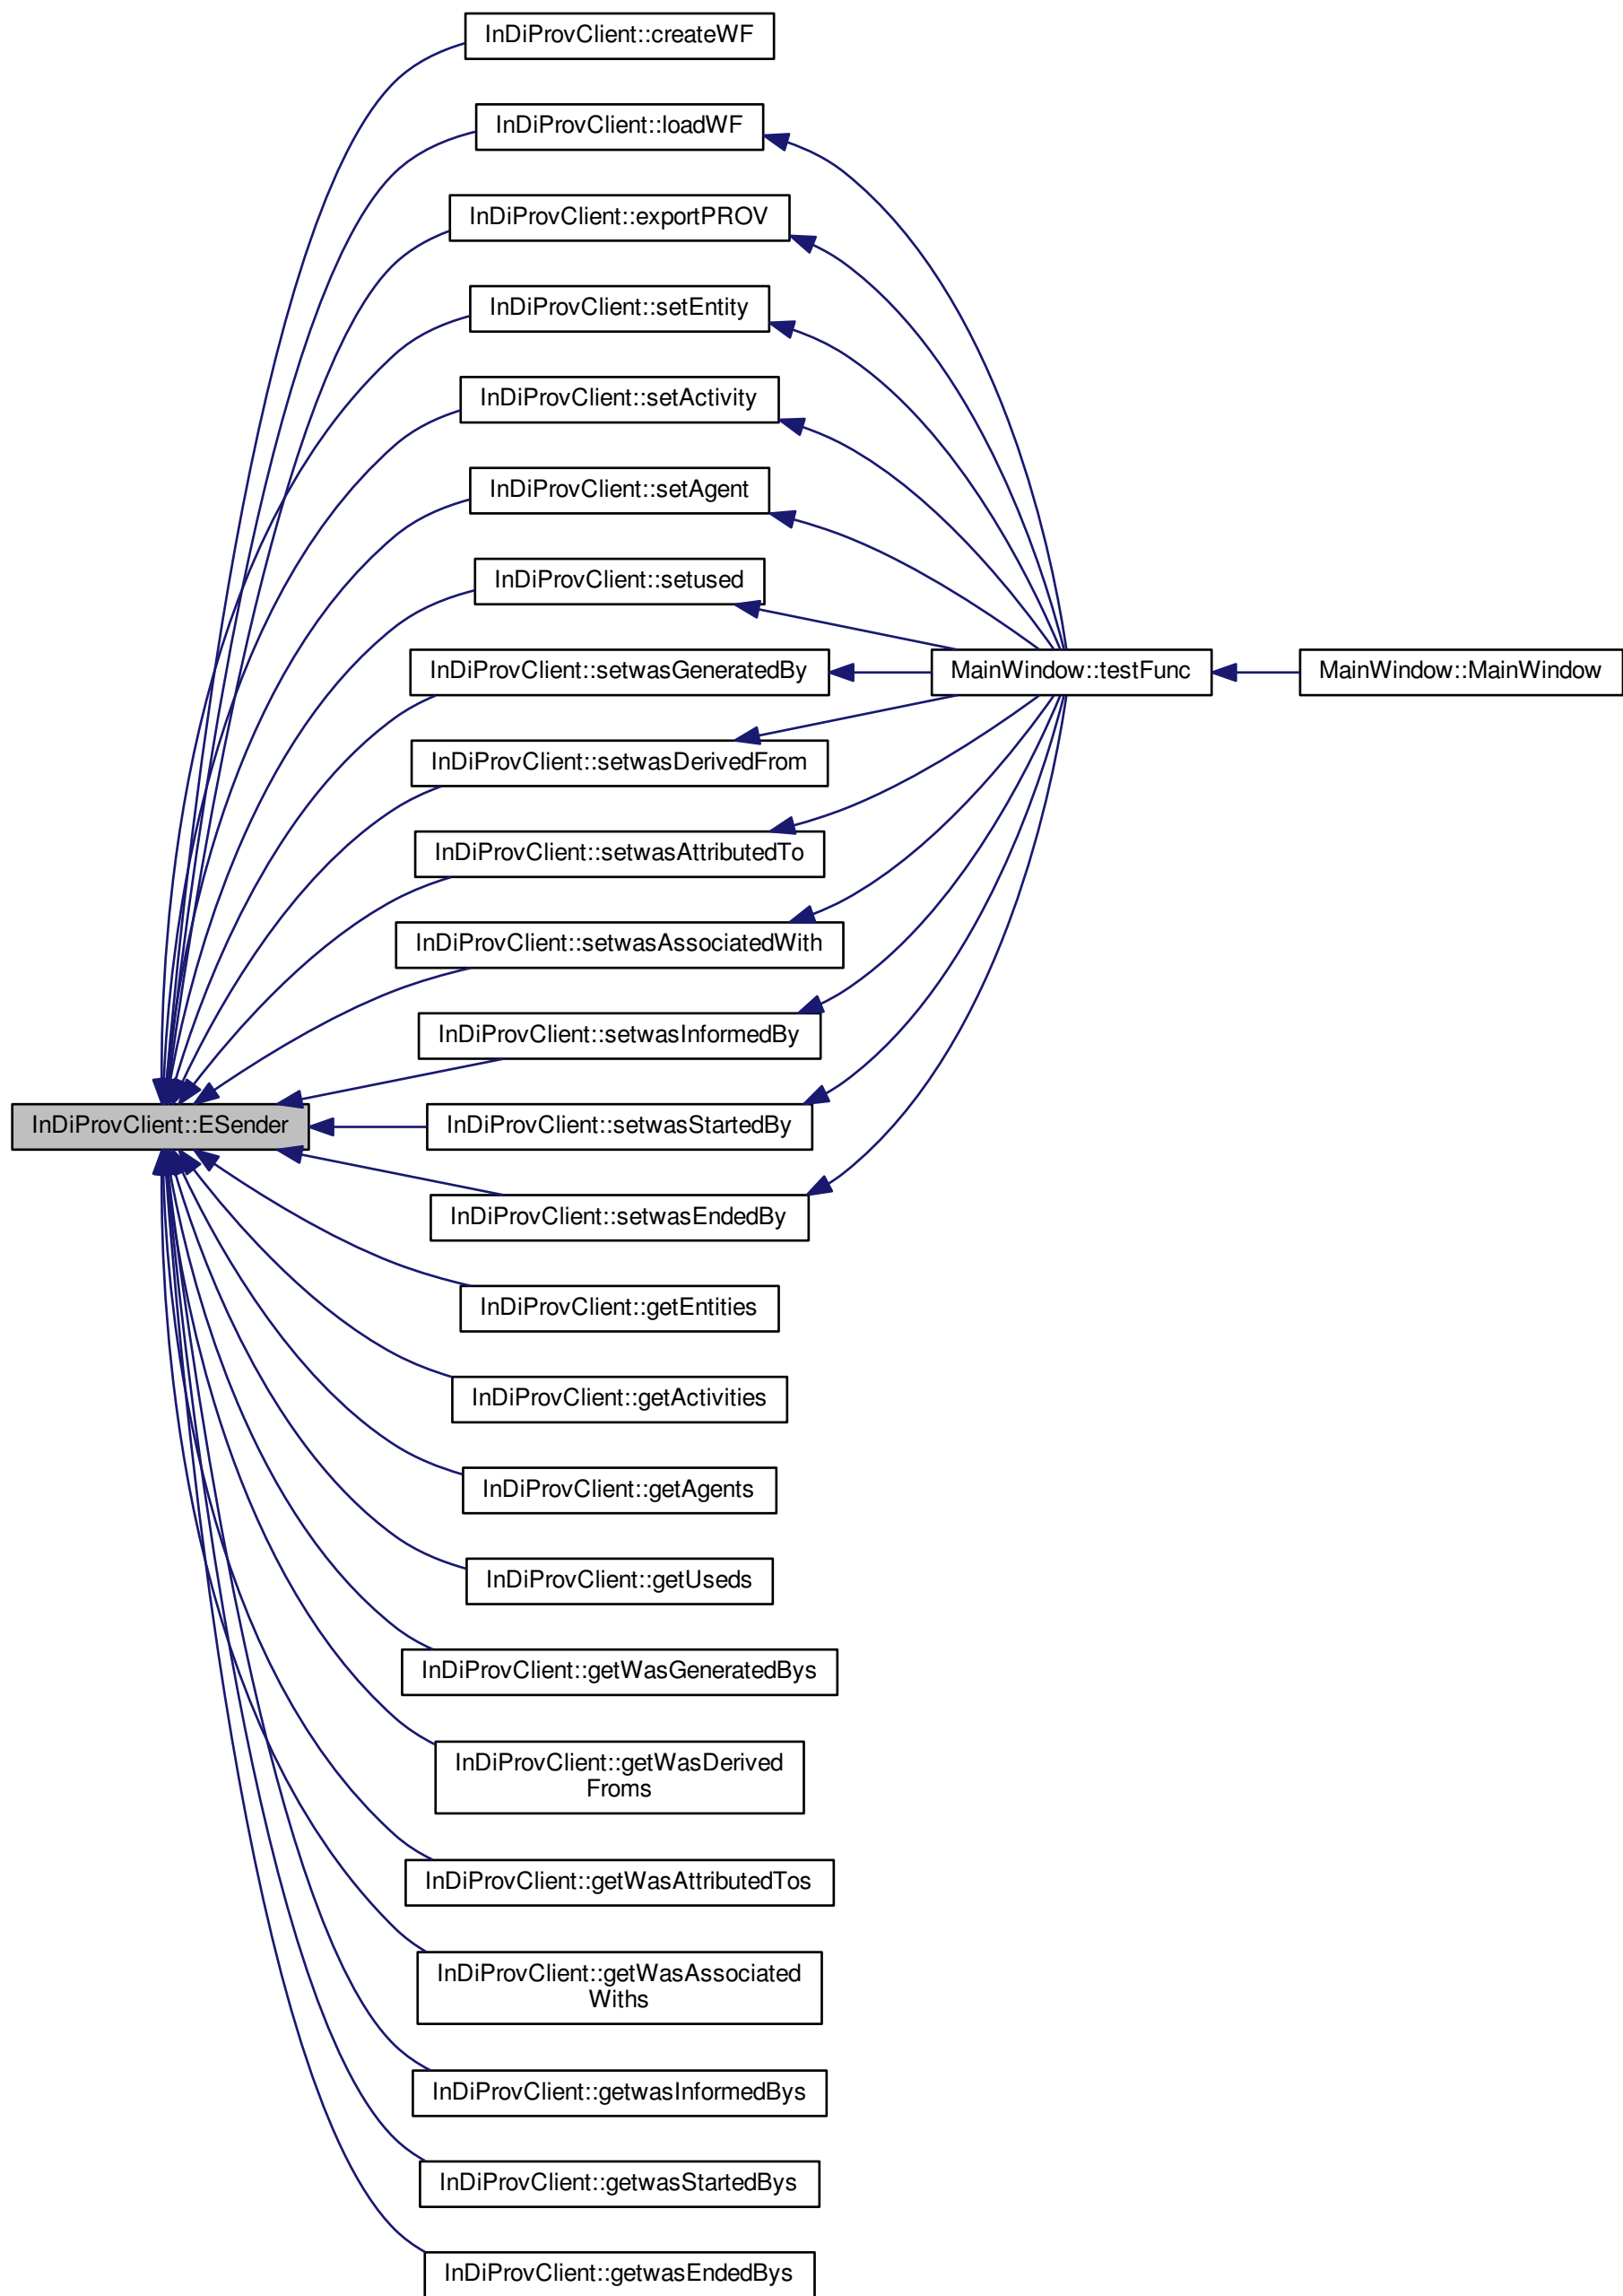 InDiProvClient::createWF
InDiProvClient::loadWF
InDiProvClient::exportPROV
InDiProvClient::setEntity
InDiProvClient::setActivity
InDiProvClient::setAgent
InDiProvClient::setused
InDiProvClient::setwasGeneratedBy
MainWindow::testFunc
MainWindow::MainWindow
InDiProvClient::setwasDerivedFrom
InDiProvClient::setwasAttributedTo
InDiProvClient::setwasAssociatedWith
InDiProvClient::setwasInformedBy
InDiProvClient::ESender
InDiProvClient::setwasStartedBy
InDiProvClient::setwasEndedBy
InDiProvClient::getEntities
InDiProvClient::getActivities
InDiProvClient::getAgents
InDiProvClient::getUseds
InDiProvClient::getWasGeneratedBys
InDiProvClient::getWasDerived
Froms
InDiProvClient::getWasAttributedTos
InDiProvClient::getWasAssociated
Withs
InDiProvClient::getwasInformedBys
InDiProvClient::getwasStartedBys
InDiProvClient::getwasEndedBys